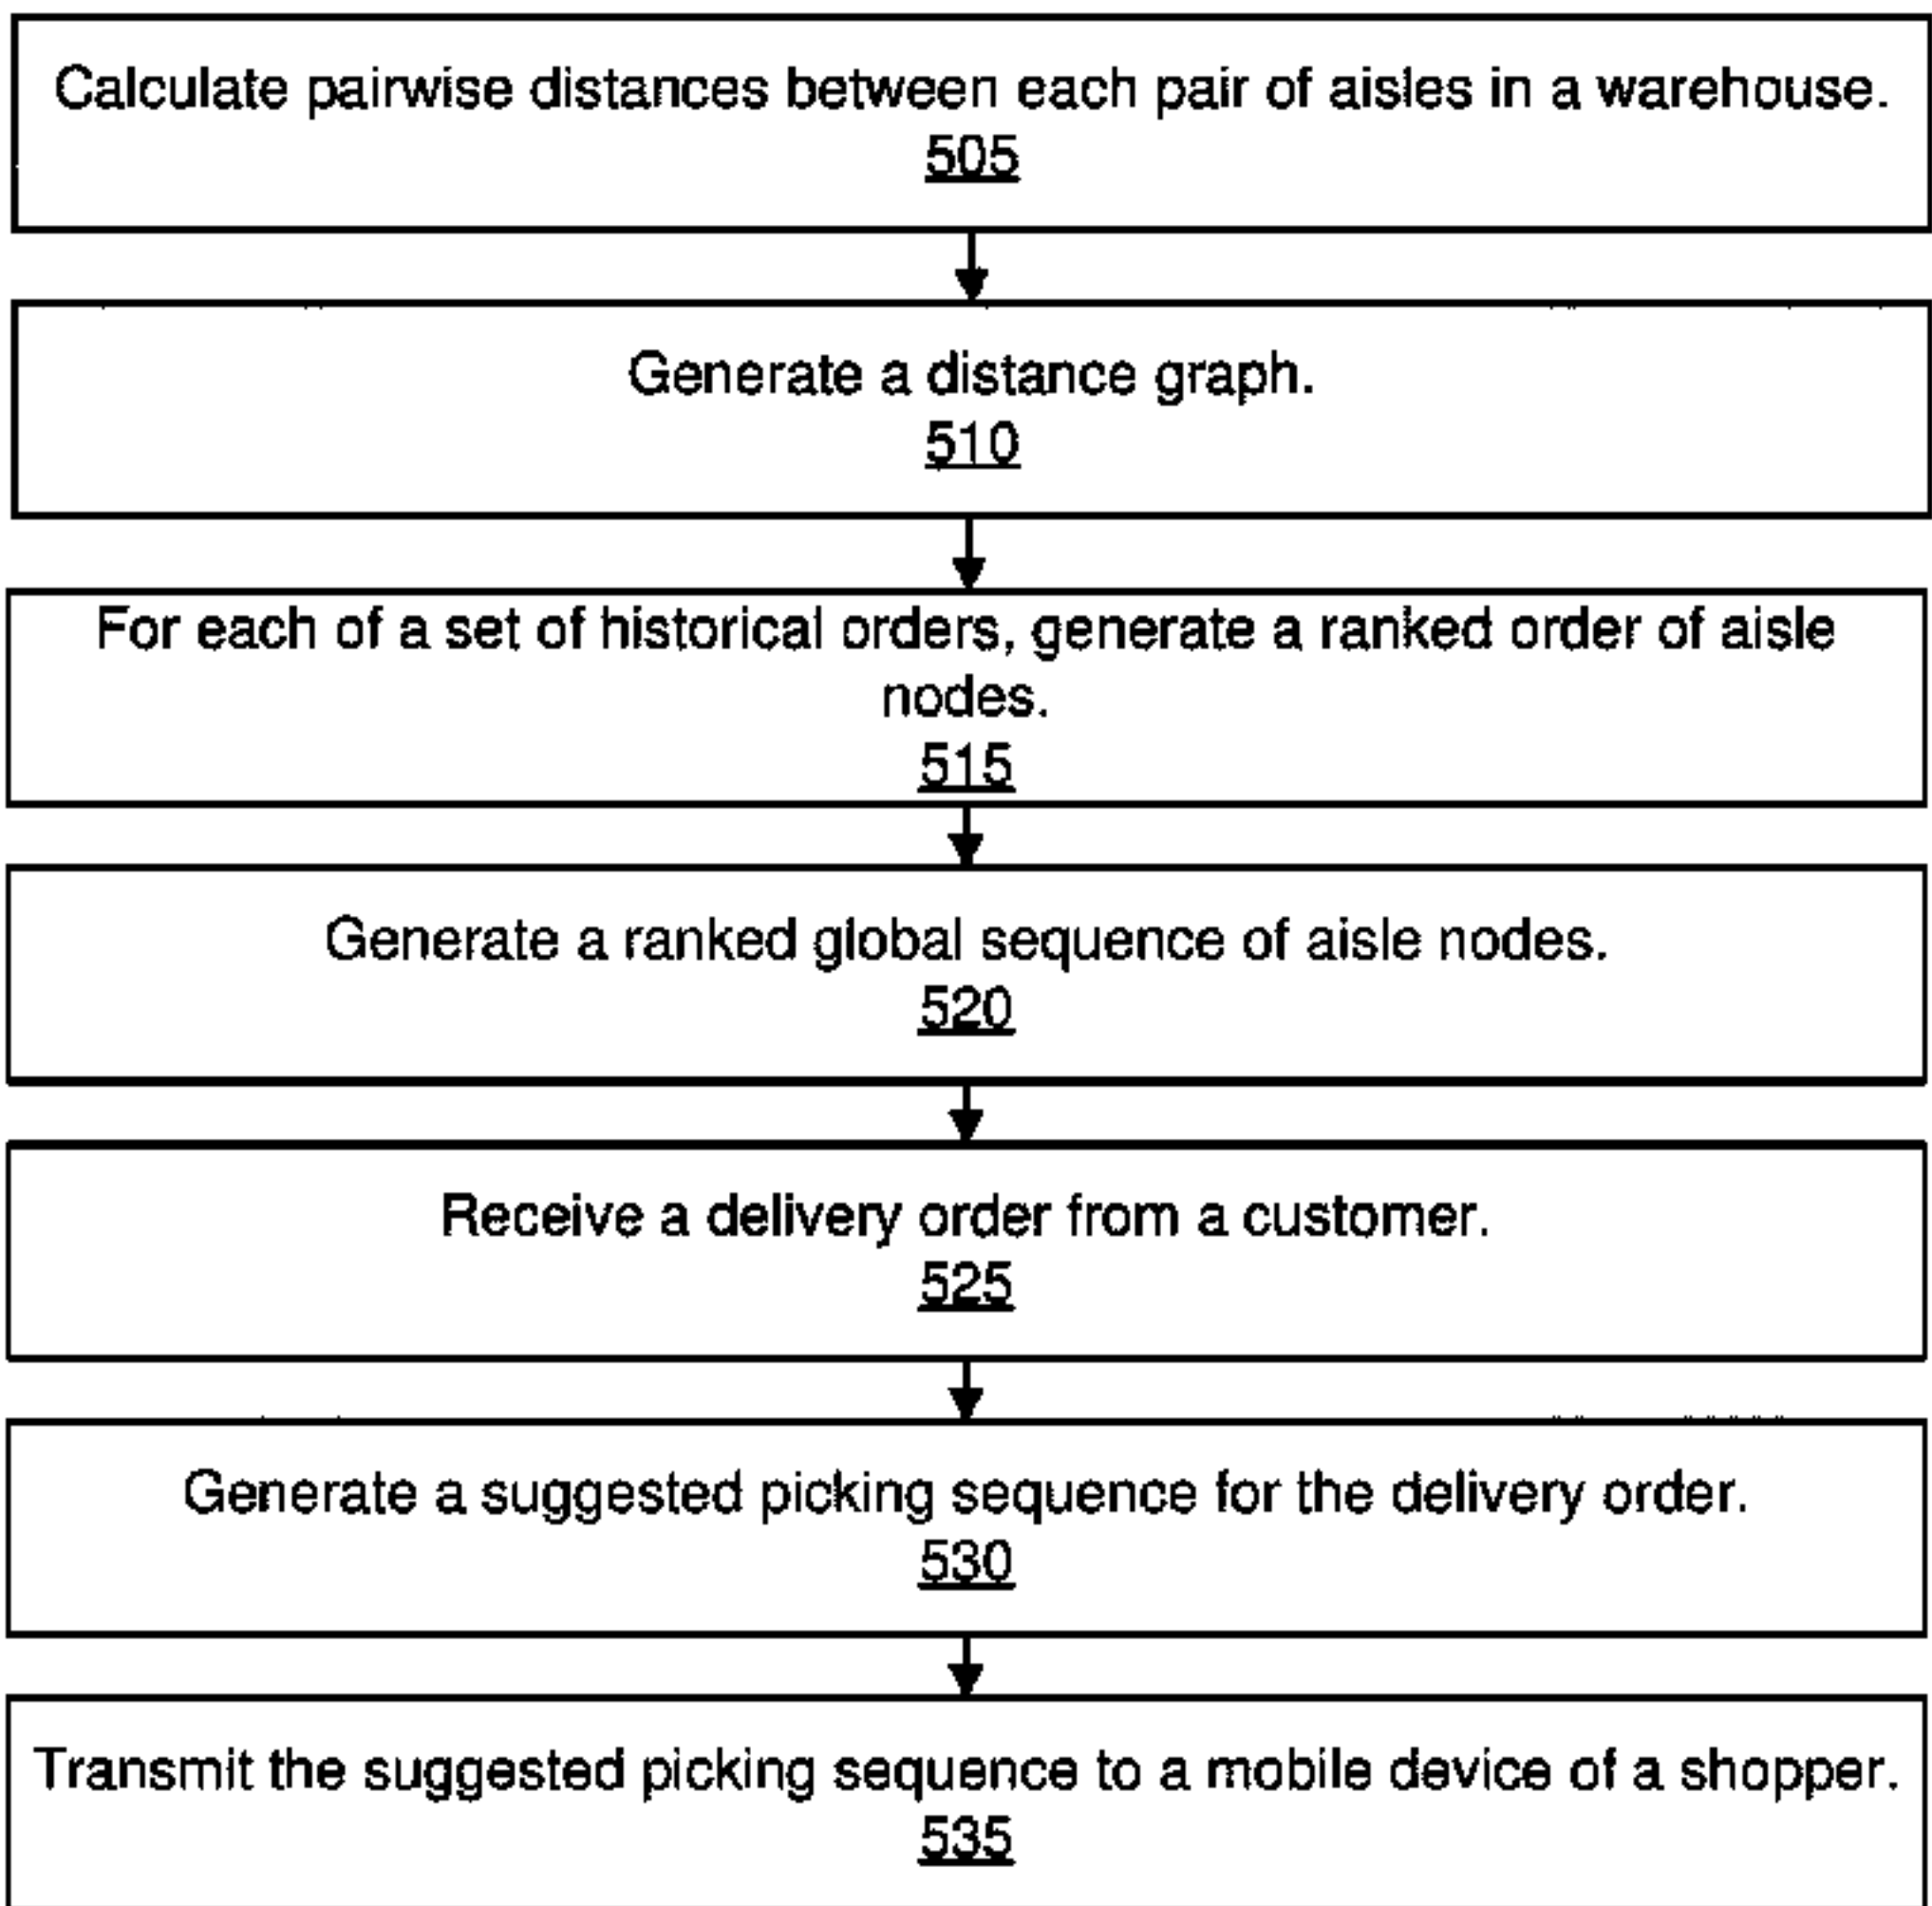 Calculate pairwise distances between each pair of aisles in a warehouse.
505
Generate a distance graph.
510
For each of a set of historical orders, generate a ranked order of aisle
nodes.
515
Generate a ranked global sequence of aisle nodes.
520
Receive a delivery order from a customer.
525
Generate a suggested picking sequence for the delivery order.
530
Transmit the suggested picking sequence to a mobile device of a shopper.
535